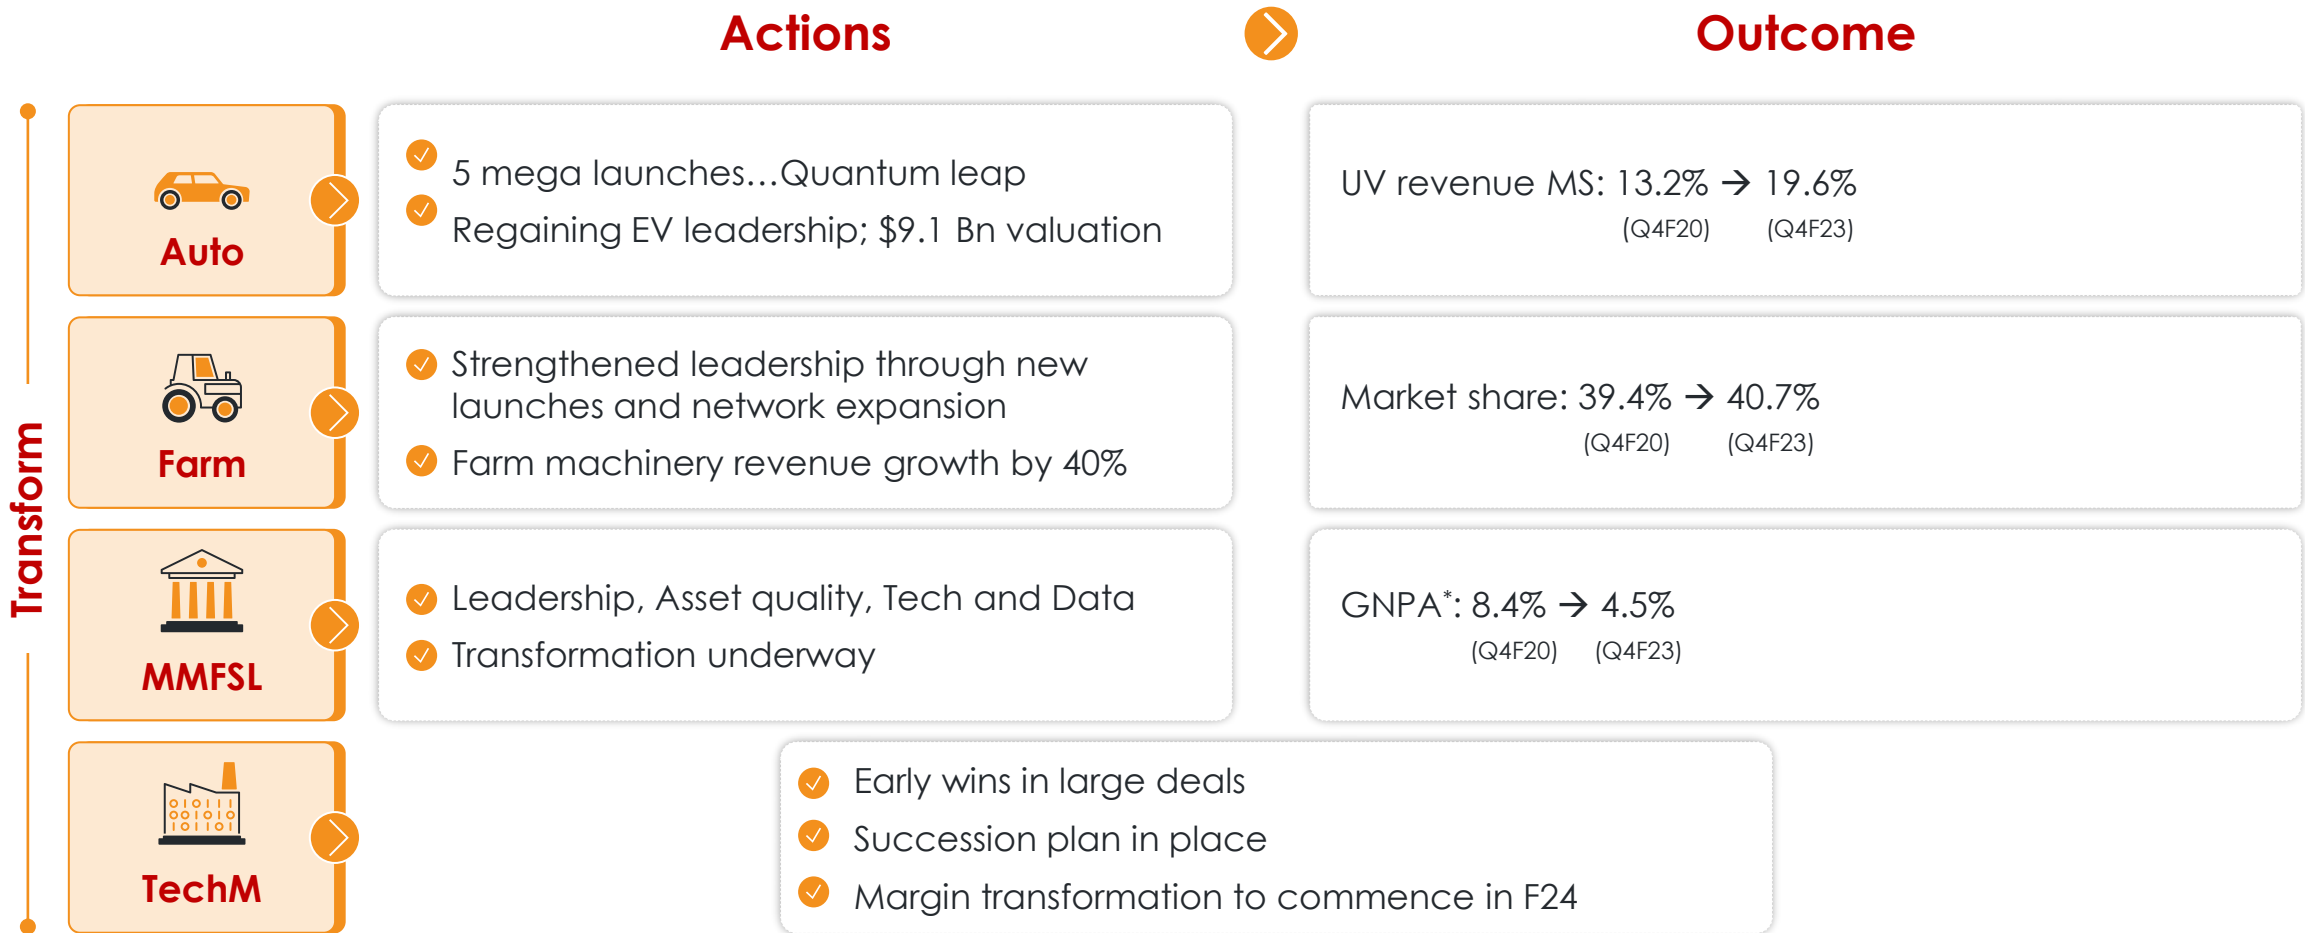 Actions
Outcome
Transform
Auto
5 mega launches...Quantum leap
Regaining EV leadership; $9.1 Bn valuation
UV revenue MS: 13.2% → 19.6%
(Q4F20) (Q4F23)
Farm
Strengthened leadership through new
launches and network expansion
Farm machinery revenue growth by 40%
Market share: 39.4% → 40.7%
(Q4F20) (Q4F23)
MMFSL
Leadership, Asset quality, Tech and Data
Transformation underway
GNPA*: 8.4% → 4.5%
(Q4F20) (Q4F23)
TechM
Early wins in large deals
Succession plan in place
Margin transformation to commence in F24